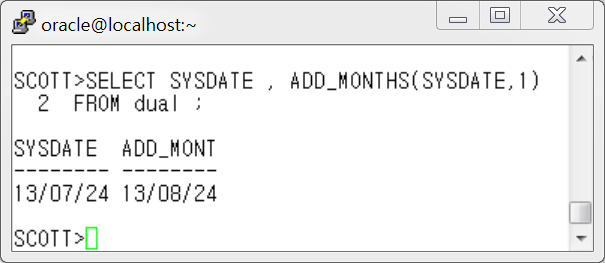 oracle@localhost:~
SCOTT>SELECT SYSDATE , ADD_MONTHS(SYSDATE,1)
  2  FROM dual ;
SYSDATE  ADD_MONT
-------- --------
13/07/24 13/08/24
SCOTT>